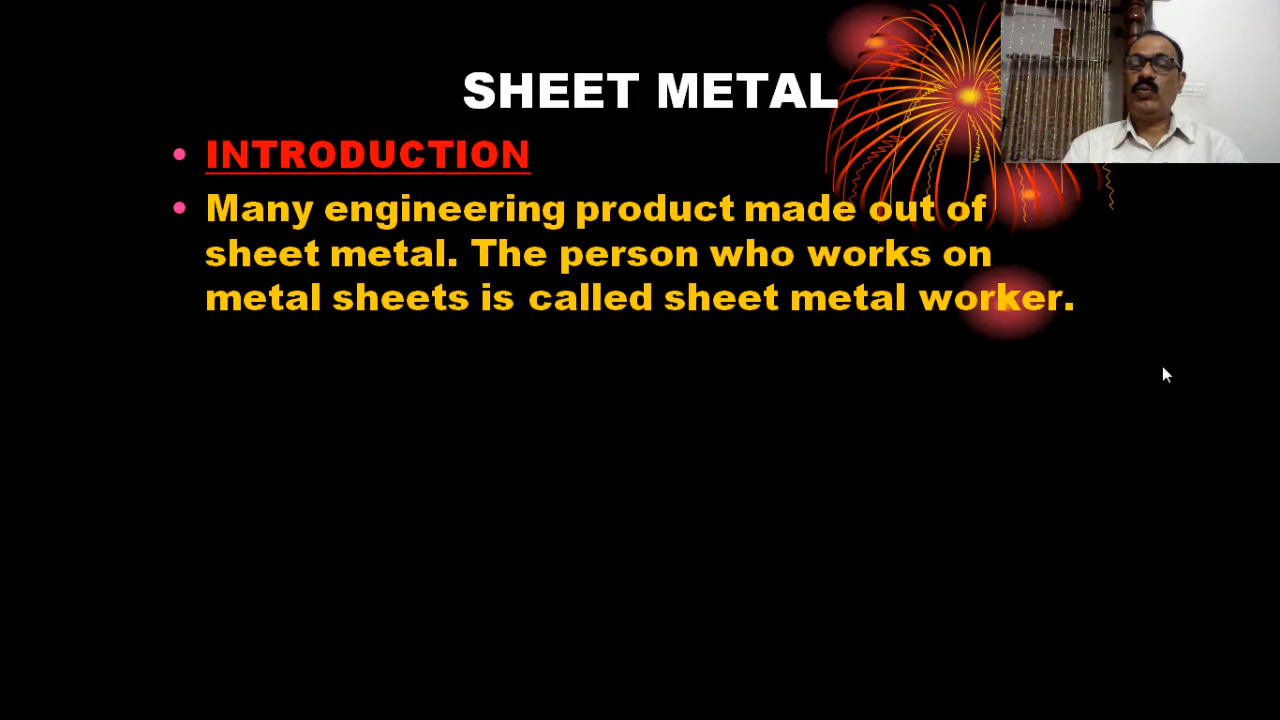 SHEET METAL
• INTRODUCTION
• Many engineering product made out of
sheet metal. The person who works on
metal sheets is called sheet metal worker.